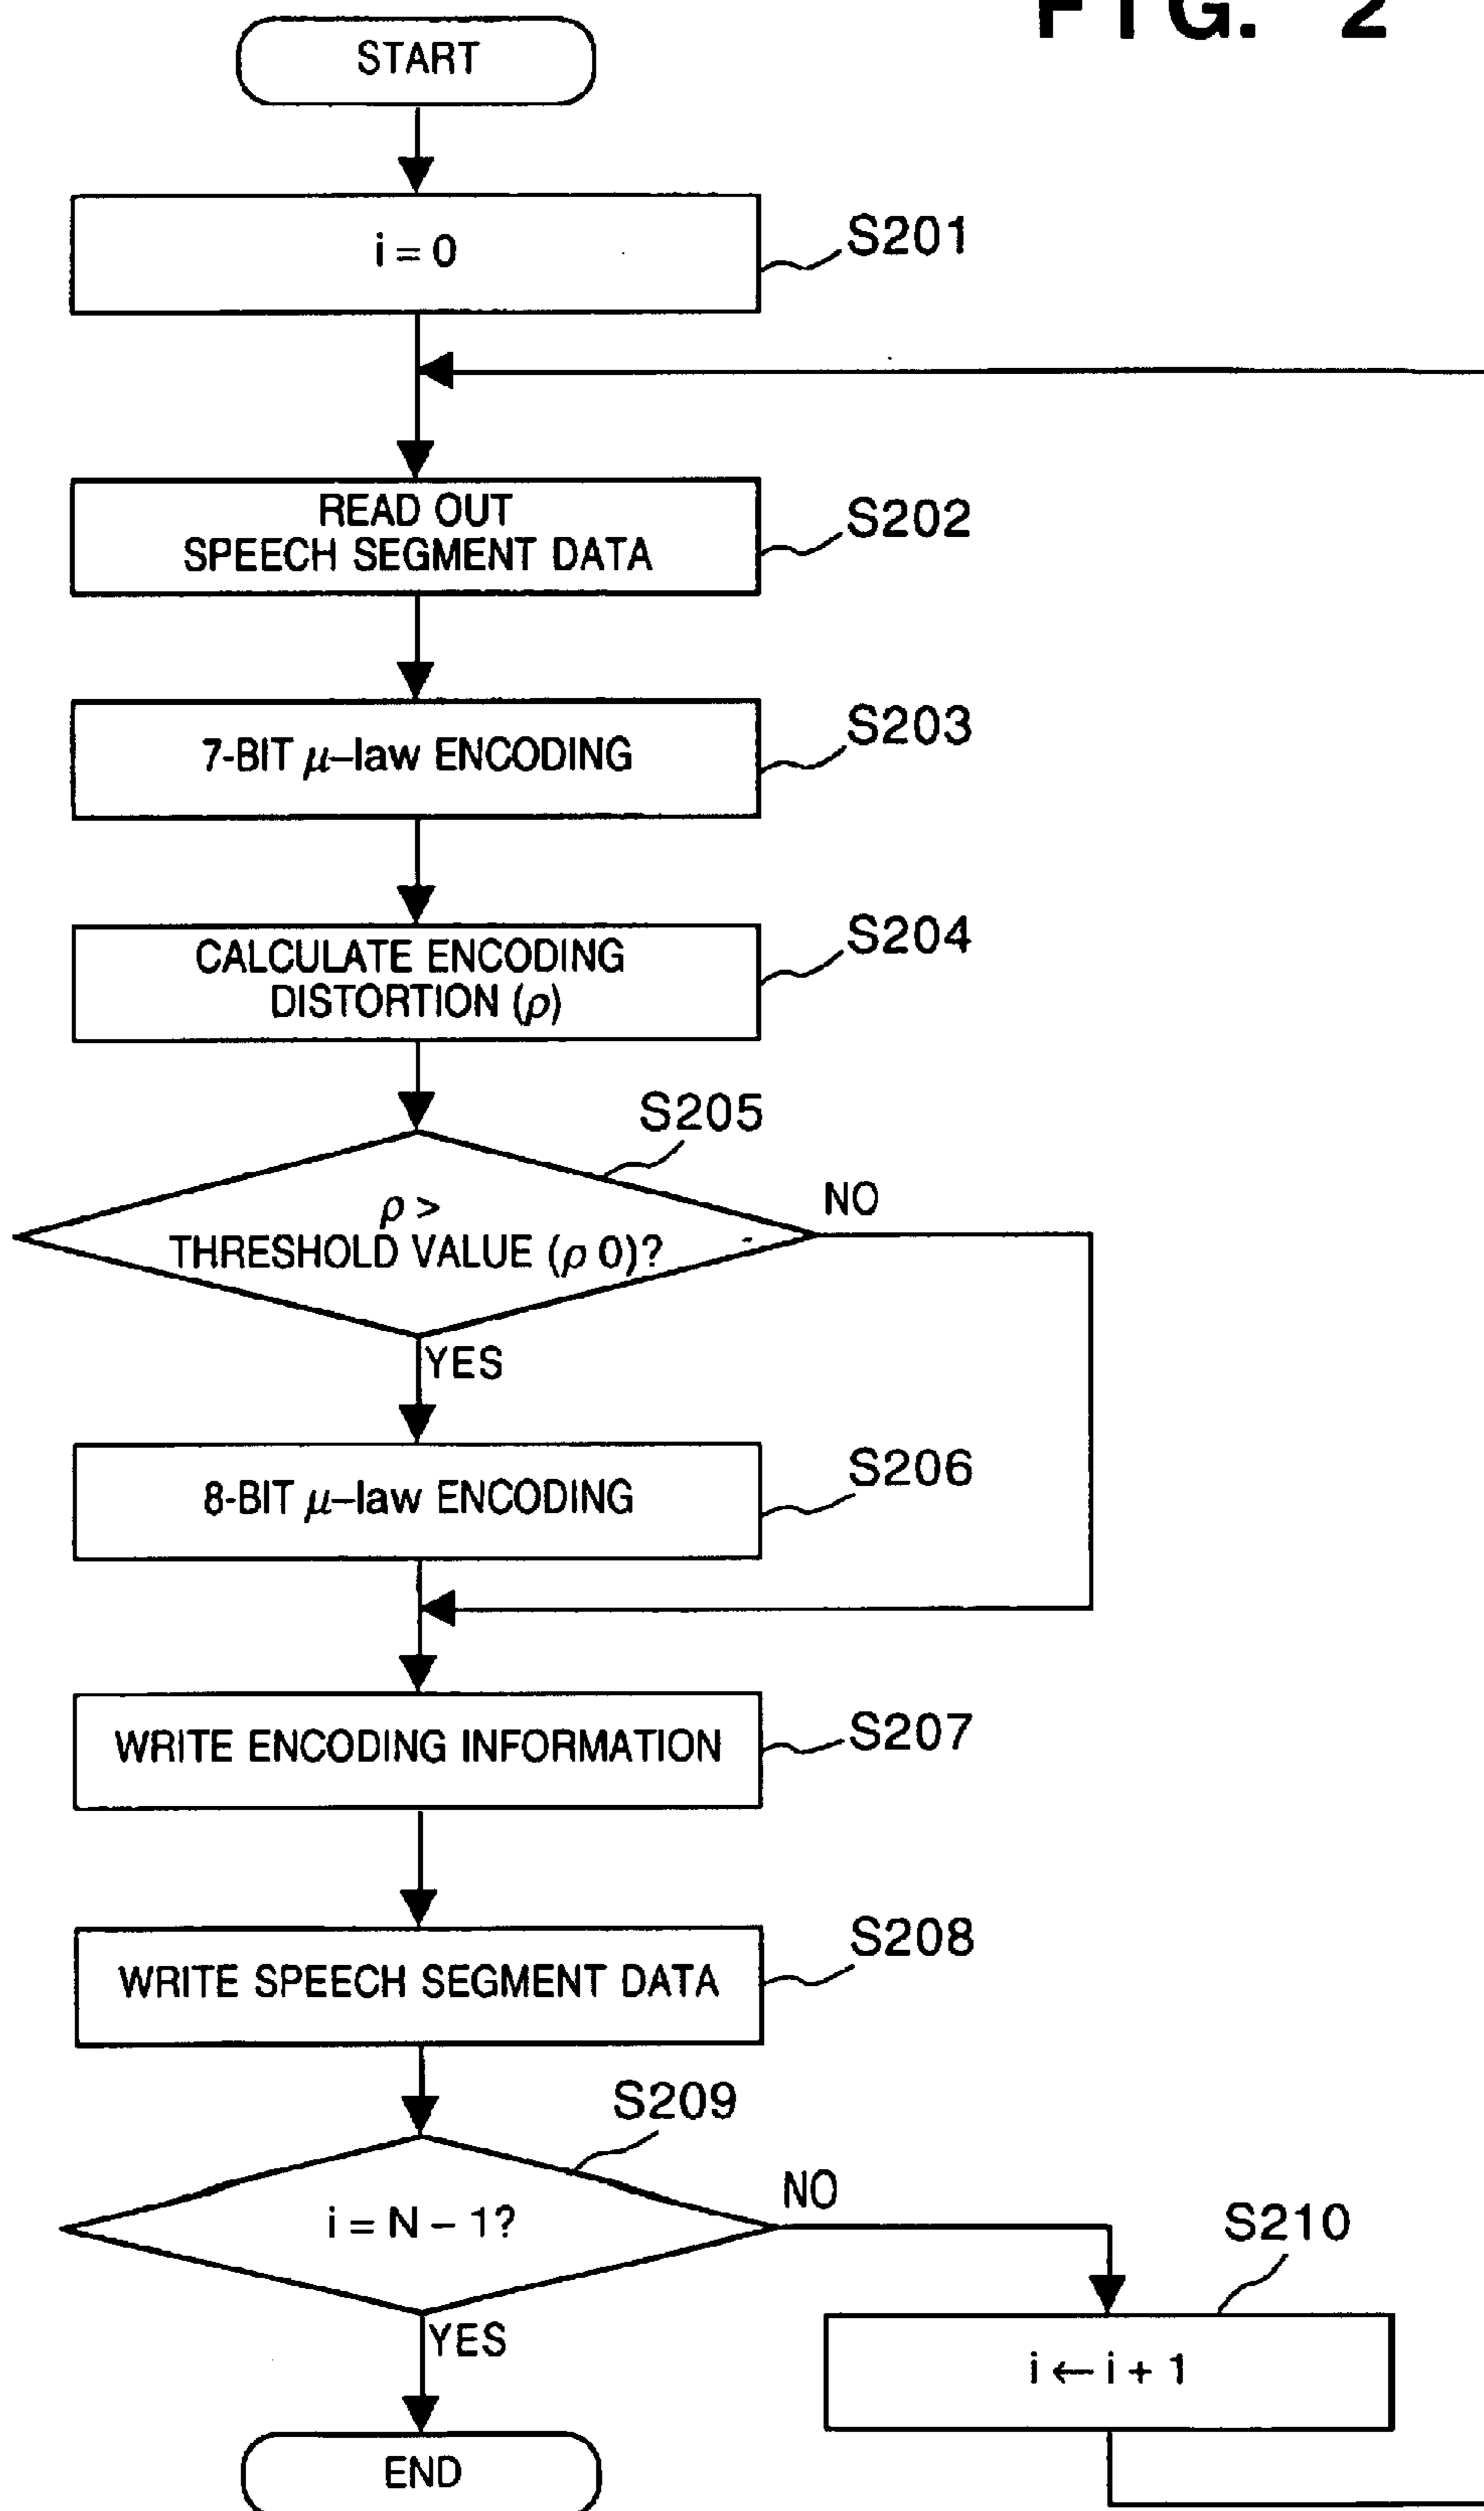 FIG. 2
START
i = 0
S201
READ OUT
SPEECH SEGMENT DATA
S202
7-BIT μ-law ENCODING
S203
CALCULATE ENCODING
DISTORTION (ρ)
S204
S205
ρ >
THRESHOLD VALUE (ρ 0)?
NO
YES
8-BIT μ-law ENCODING
S206
WRITE ENCODING INFORMATION
S207
WRITE SPEECH SEGMENT DATA
S208
S209
i = N - 1?
NO
YES
S210
i ← i + 1
END